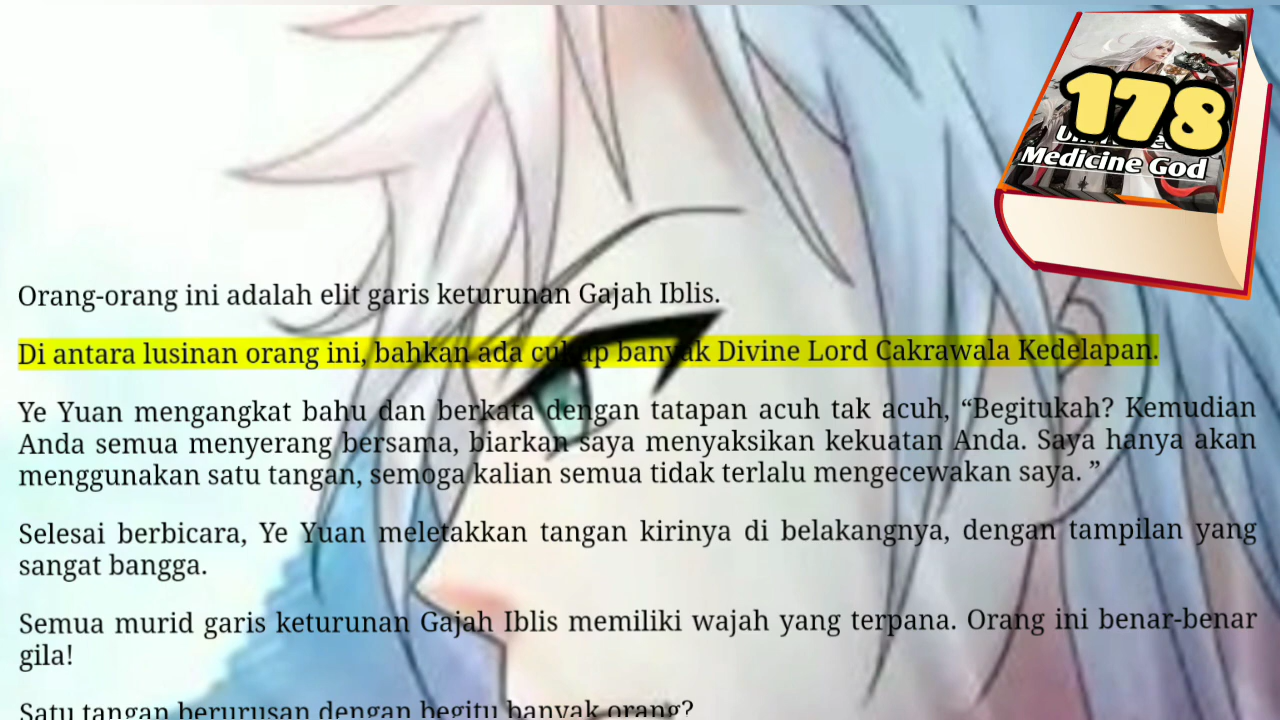 178
Medicine God
Orang-orang ini adalah elit garis keturunan Gajah Iblis.
Di antara lusinan orang ini, bahkan ada cukup banyak Divine Lord Cakrawala Kedelapan.
Ye Yuan mengangkat bahu dan berkata dengan tatapan acuh tak acuh, “Begitukah? Kemudian
Anda semua menyerang bersama, biarkan saya menyaksikan kekuatan Anda. Saya hanya akan
menggunakan satu tangan, semoga kalian semua tidak terlalu mengecewakan saya. ”
Selesai berbicara, Ye Yuan meletakkan tangan kirinya di belakangnya, dengan tampilan yang
sangat bangga.
Semua murid garis keturunan Gajah Iblis memiliki wajah yang terpana. Orang ini benar-benar
gila!
Satu tangan berurusan dengan begitu banyak orang?